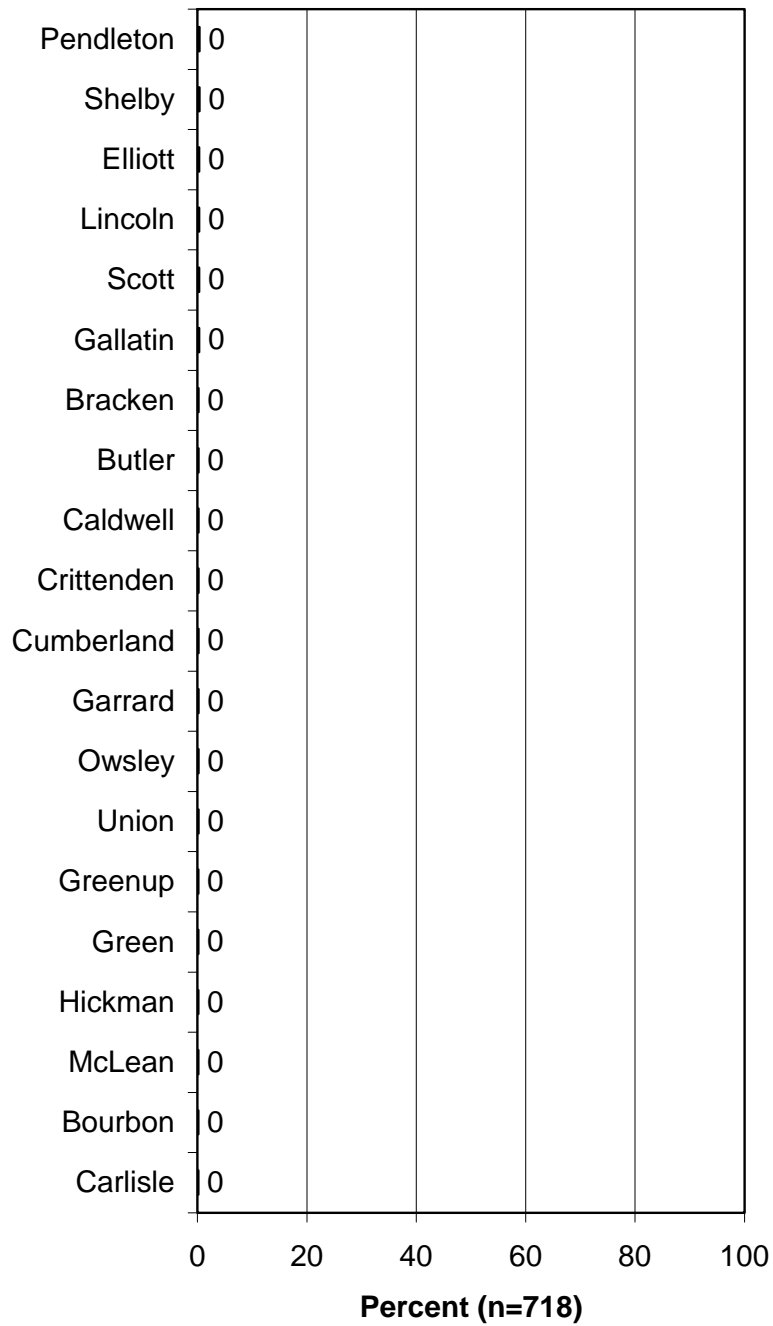 Pendleton 0
Shelby 0
Elliott 0
Lincoln 0
Scott 0
Gallatin 0
Bracken 0
Butler 0
Caldwell 0
Crittenden 0
Cumberland 0
Garrard 0
Owsley 0
Union 0
Greenup 0
Green 0
Hickman 0
McLean 0
Bourbon 0
Carlisle 0
0 20 40 60 80 100
Percent (n=718)